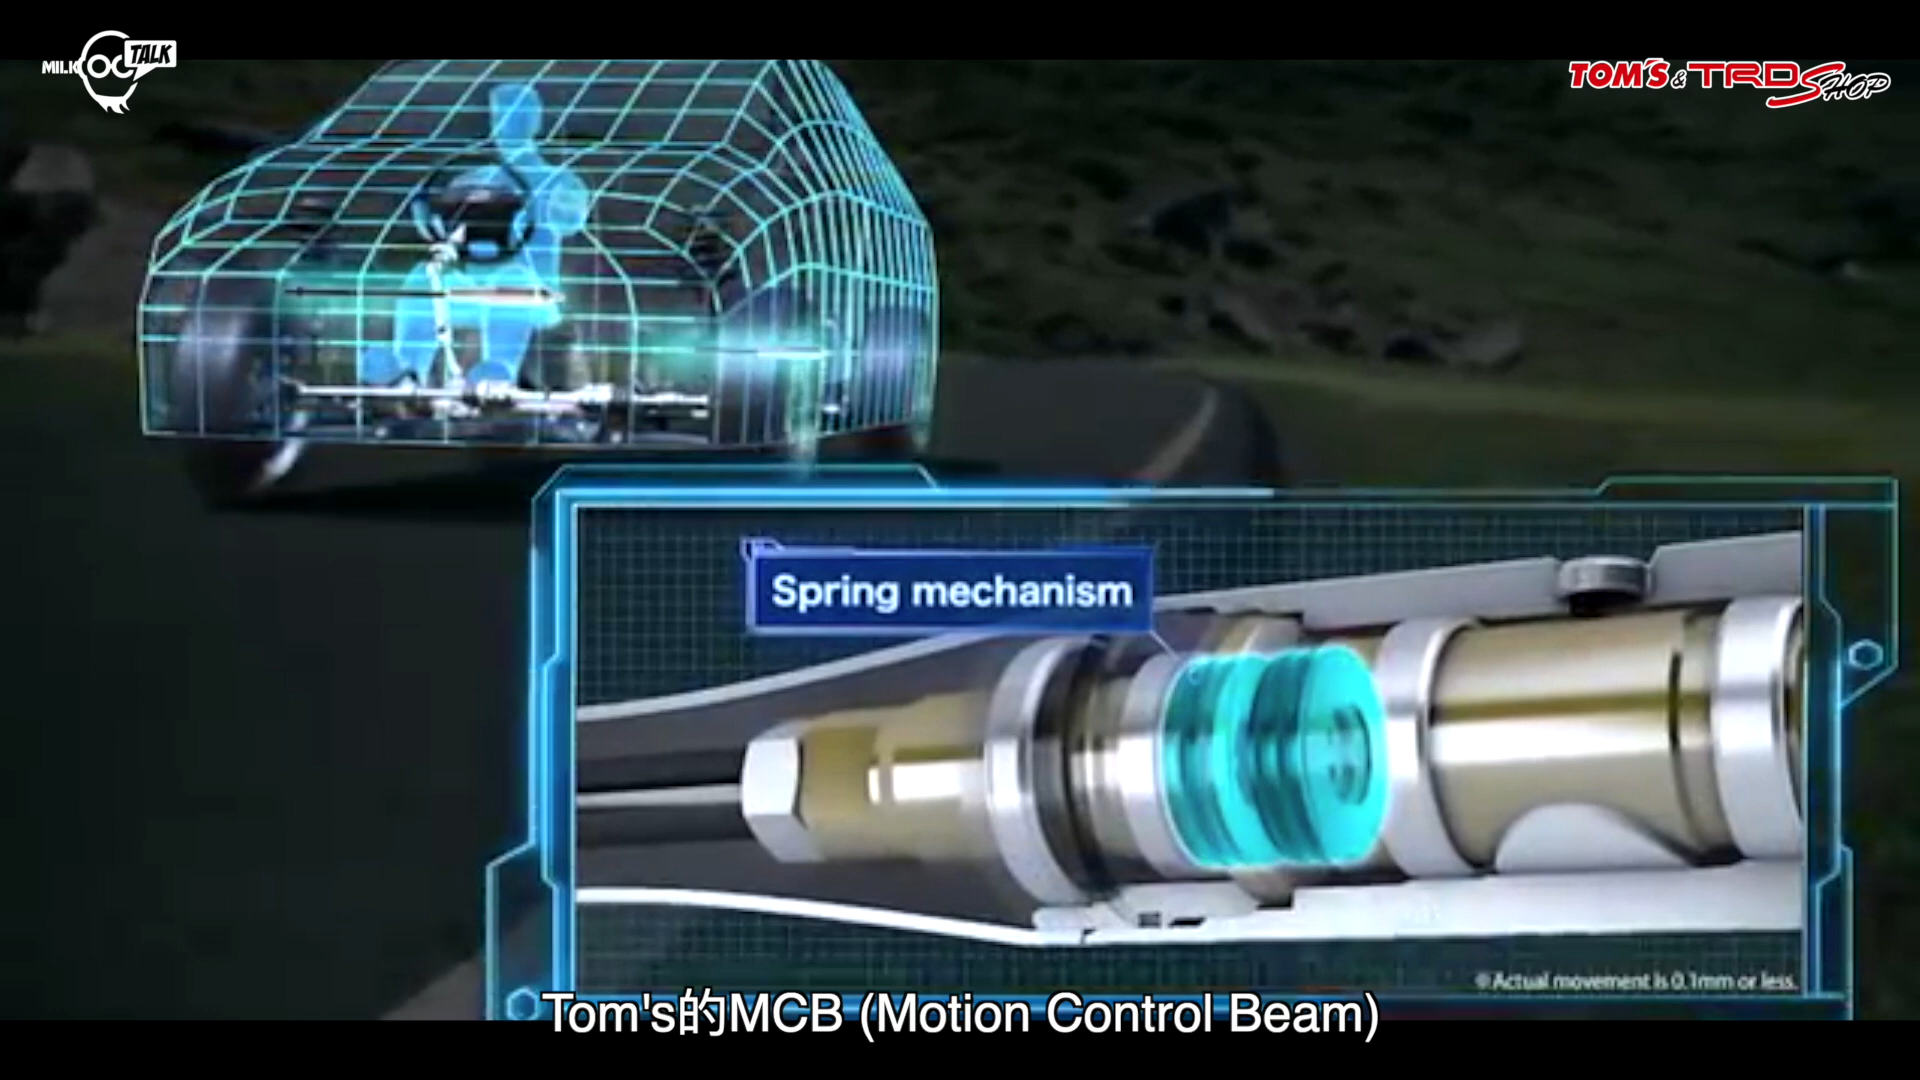 MILK
TALK
TOM'S & TRD SHOP
Spring mechanism
※Actual movement is 0.1mm or less.
Tom's的MCB (Motion Control Beam)